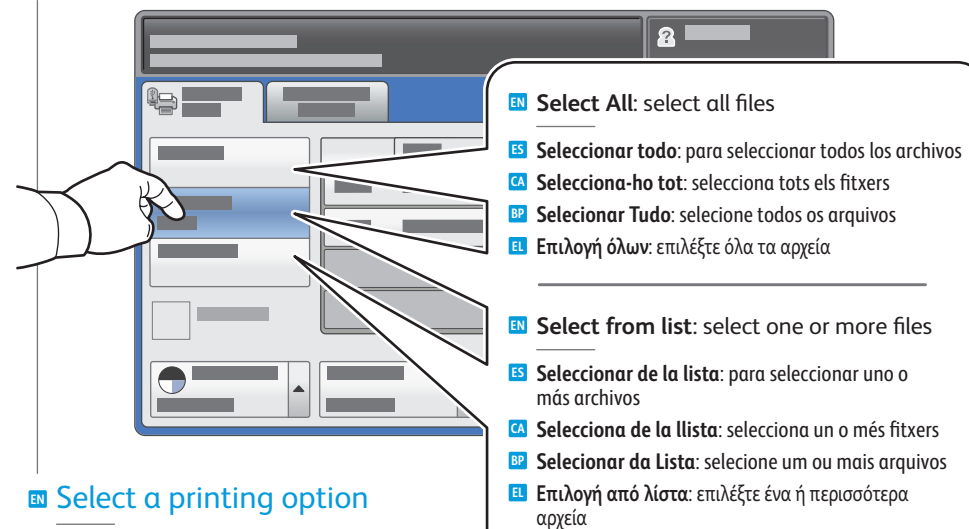 EN Select All: select all files
ES Seleccionar todo: para seleccionar todos los archivos
CA Selecciona-ho tot: selecciona tots els fitxers
BP Selecionar Tudo: selecione todos os arquivos
EL Επιλογή όλων: επιλέξτε όλα τα αρχεία
EN Select from list: select one or more files
ES Seleccionar de la lista: para seleccionar uno o
más archivos
CA Selecciona de la llista: selecciona un o més fitxers
BP Selecionar da Lista: selecione um ou mais arquivos
EL Επιλογή από λίστα: επιλέξτε ένα ή περισσότερα
αρχεία
EN Select a printing option